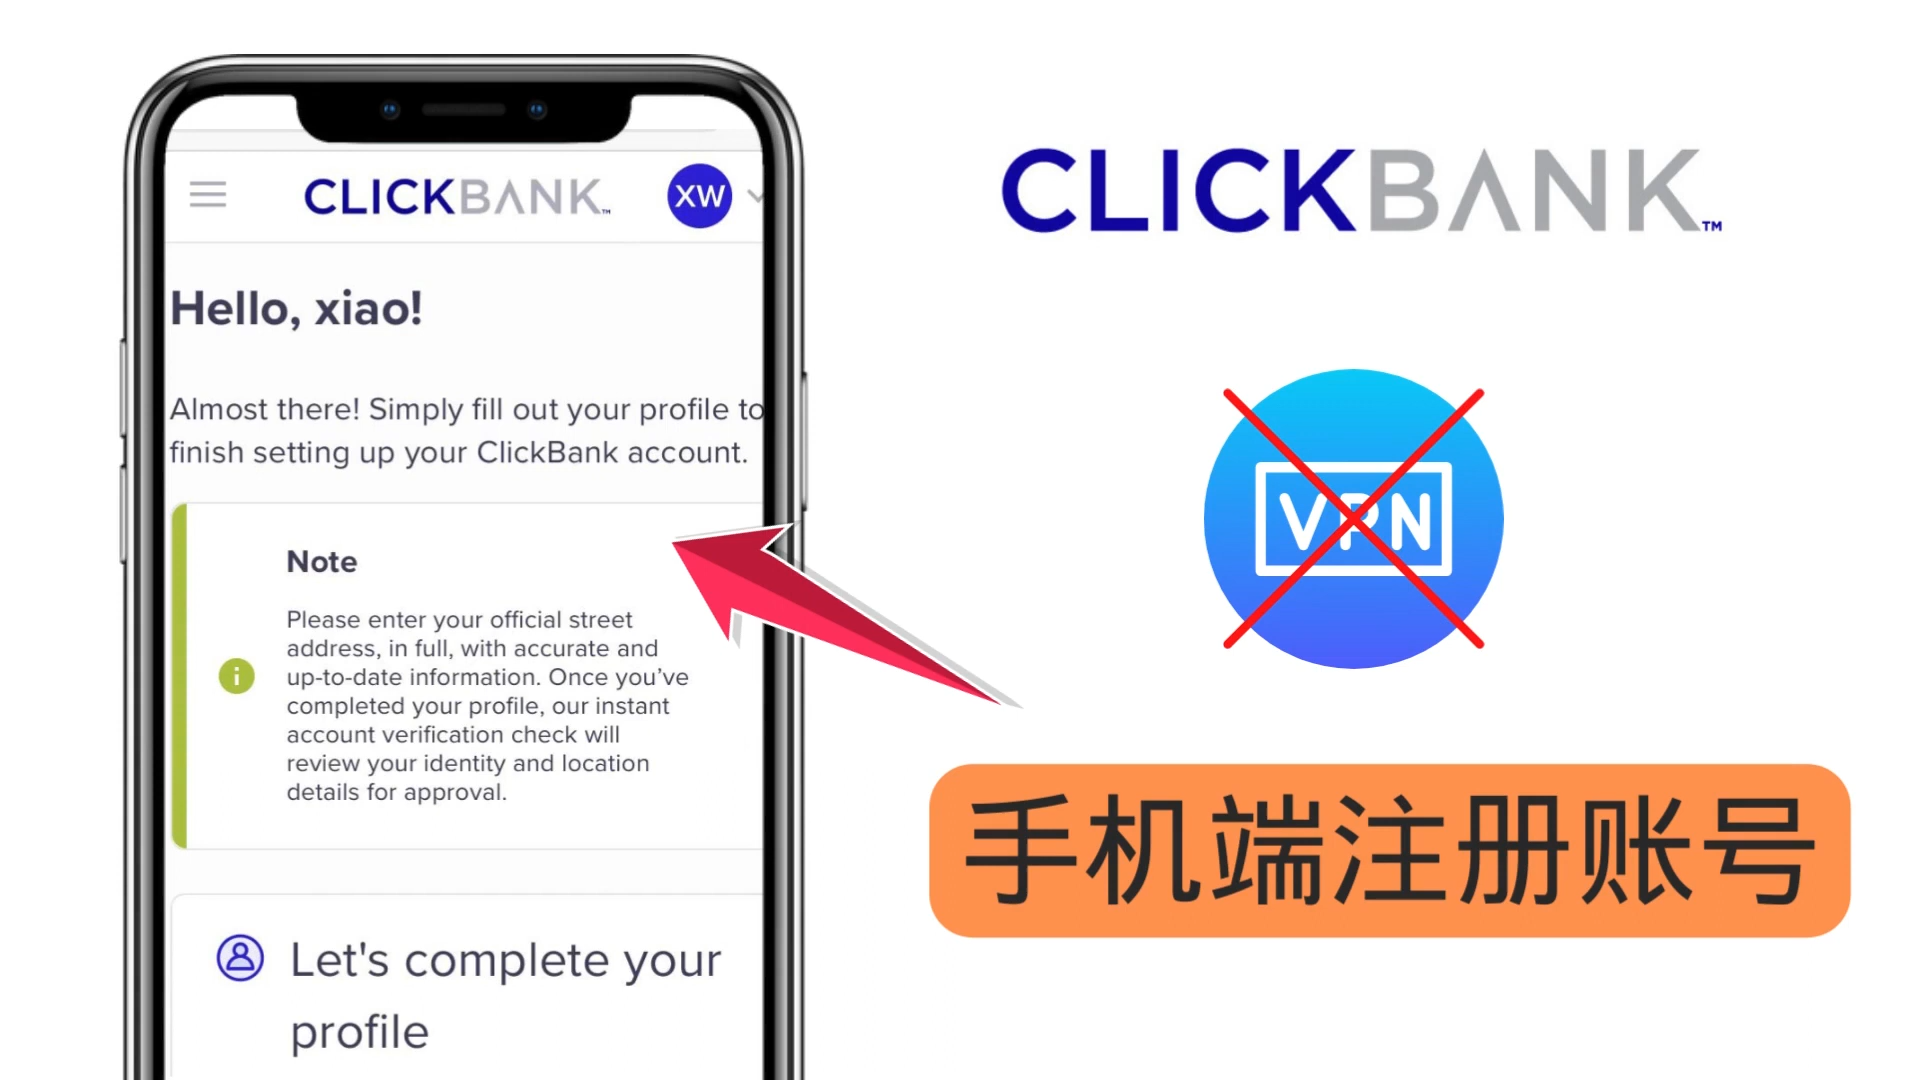 CLICKBANK™
XW
Hello, xiao!
Almost there! Simply fill out your profile to
finish setting up your ClickBank account.
Note
Please enter your official street
address, in full, with accurate and
up-to-date information. Once you’ve
completed your profile, our instant
account verification check will
review your identity and location
details for approval.
Let's complete your
profile
CLICKBANK™
VPN
手机端注册账号